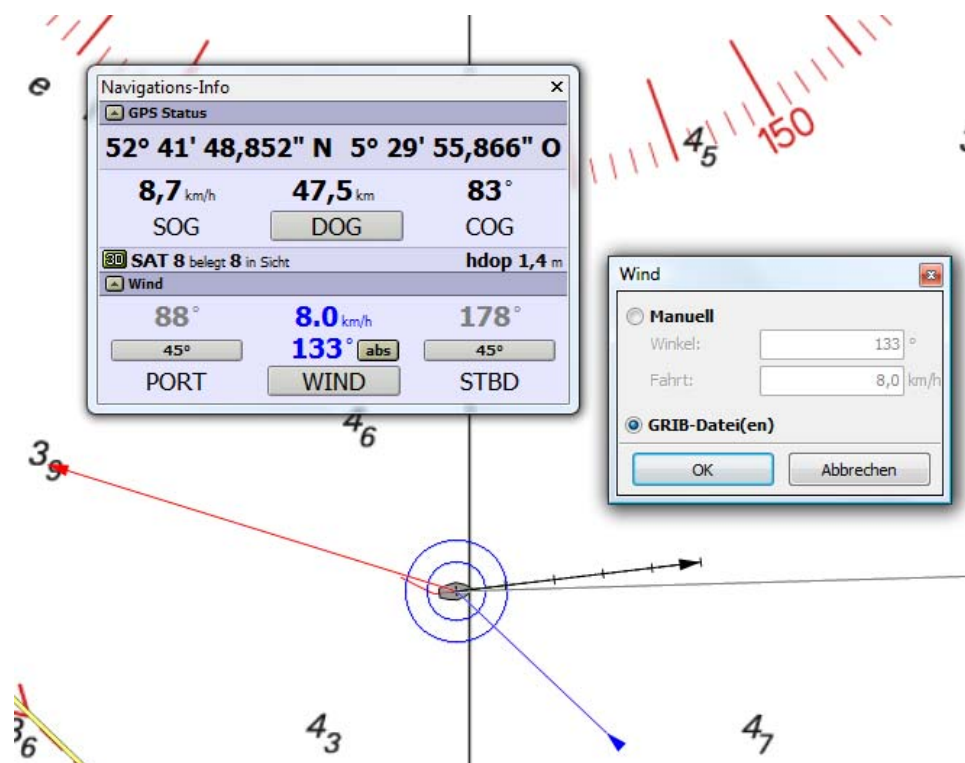 e
4₅
150
Navigations-Info
GPS Status
52° 41' 48,852" N 5° 29' 55,866" O
8,7 km/h 47,5 km 83°
SOG DOG COG
3D SAT 8 belegt 8 in Sicht hdop 1,4 m
Wind
88° 8.0 km/h 178°
45° 133° abs 45°
PORT WIND STBD
Wind
Manuell
Winkel: 133 °
Fahrt: 8,0 km/h
GRIB-Datei(en)
OK Abbrechen
4₆
3₉
4₃
4₇